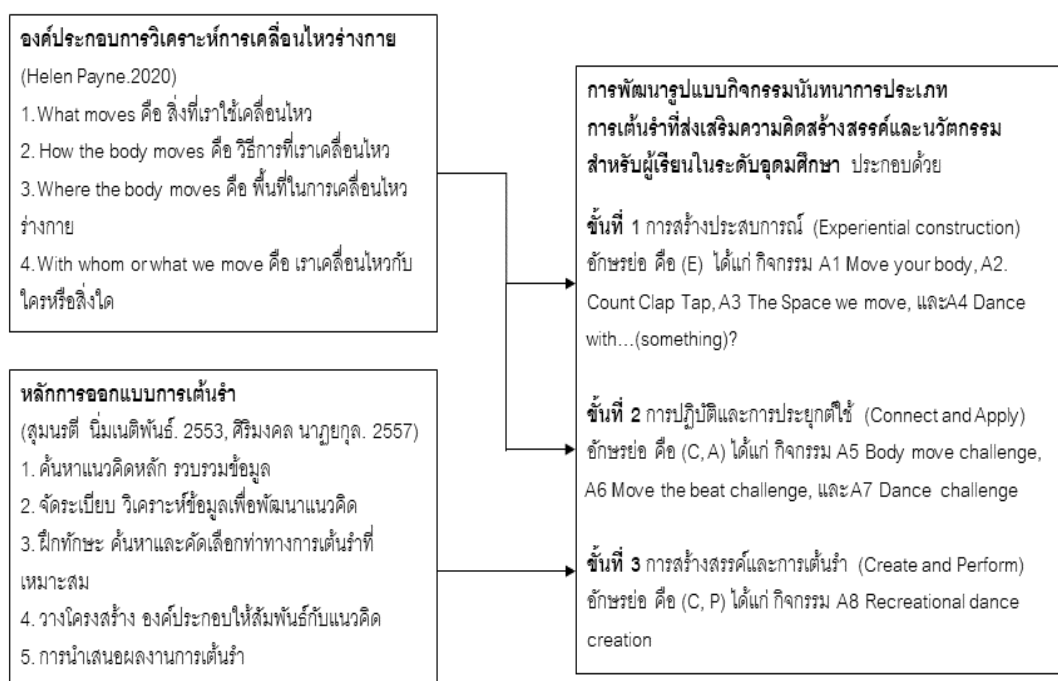 องค์ประกอบการวิเคราะห์การเคลื่อนไหวร่างกาย
(Helen Payne.2020)
1. What moves คือ สิ่งที่เราใช้เคลื่อนไหว
2. How the body moves คือ วิธีการที่เราเคลื่อนไหว
3. Where the body moves คือ พื้นที่ในการเคลื่อนไหว
ร่างกาย
4. With whom or what we move คือ เราเคลื่อนไหวกับ
ใครหรือสิ่งใด
หลักการออกแบบการเต้นรำ
(สุมนรตี นิ่มเนติพันธ์. 2553, ศิริมงคล นาฏยกุล. 2557)
1. ค้นหาแนวคิดหลัก รวบรวมข้อมูล
2. จัดระเบียบ วิเคราะห์ข้อมูลเพื่อพัฒนาแนวคิด
3. ฝึกทักษะ ค้นหาและคัดเลือกท่าทางการเต้นรำที่
เหมาะสม
4. วางโครงสร้าง องค์ประกอบให้สัมพันธ์กับแนวคิด
5. การนำเสนอผลงานการเต้นรำ
การพัฒนารูปแบบกิจกรรมนันทนาการประเภท
การเต้นรำที่ส่งเสริมความคิดสร้างสรรค์และนวัตกรรม
สำหรับผู้เรียนในระดับอุดมศึกษา ประกอบด้วย
ขั้นที่ 1 การสร้างประสบการณ์ (Experiential construction)
อักษรย่อ คือ (E) ได้แก่ กิจกรรม A1 Move your body, A2.
Count Clap Tap, A3 The Space we move, และA4 Dance
with...(something)?
ขั้นที่ 2 การปฏิบัติและการประยุกต์ใช้ (Connect and Apply)
อักษรย่อ คือ (C, A) ได้แก่ กิจกรรม A5 Body move challenge,
A6 Move the beat challenge, และA7 Dance challenge
ขั้นที่ 3 การสร้างสรรค์และการเต้นรำ (Create and Perform)
อักษรย่อ คือ (C, P) ได้แก่ กิจกรรม A8 Recreational dance
creation